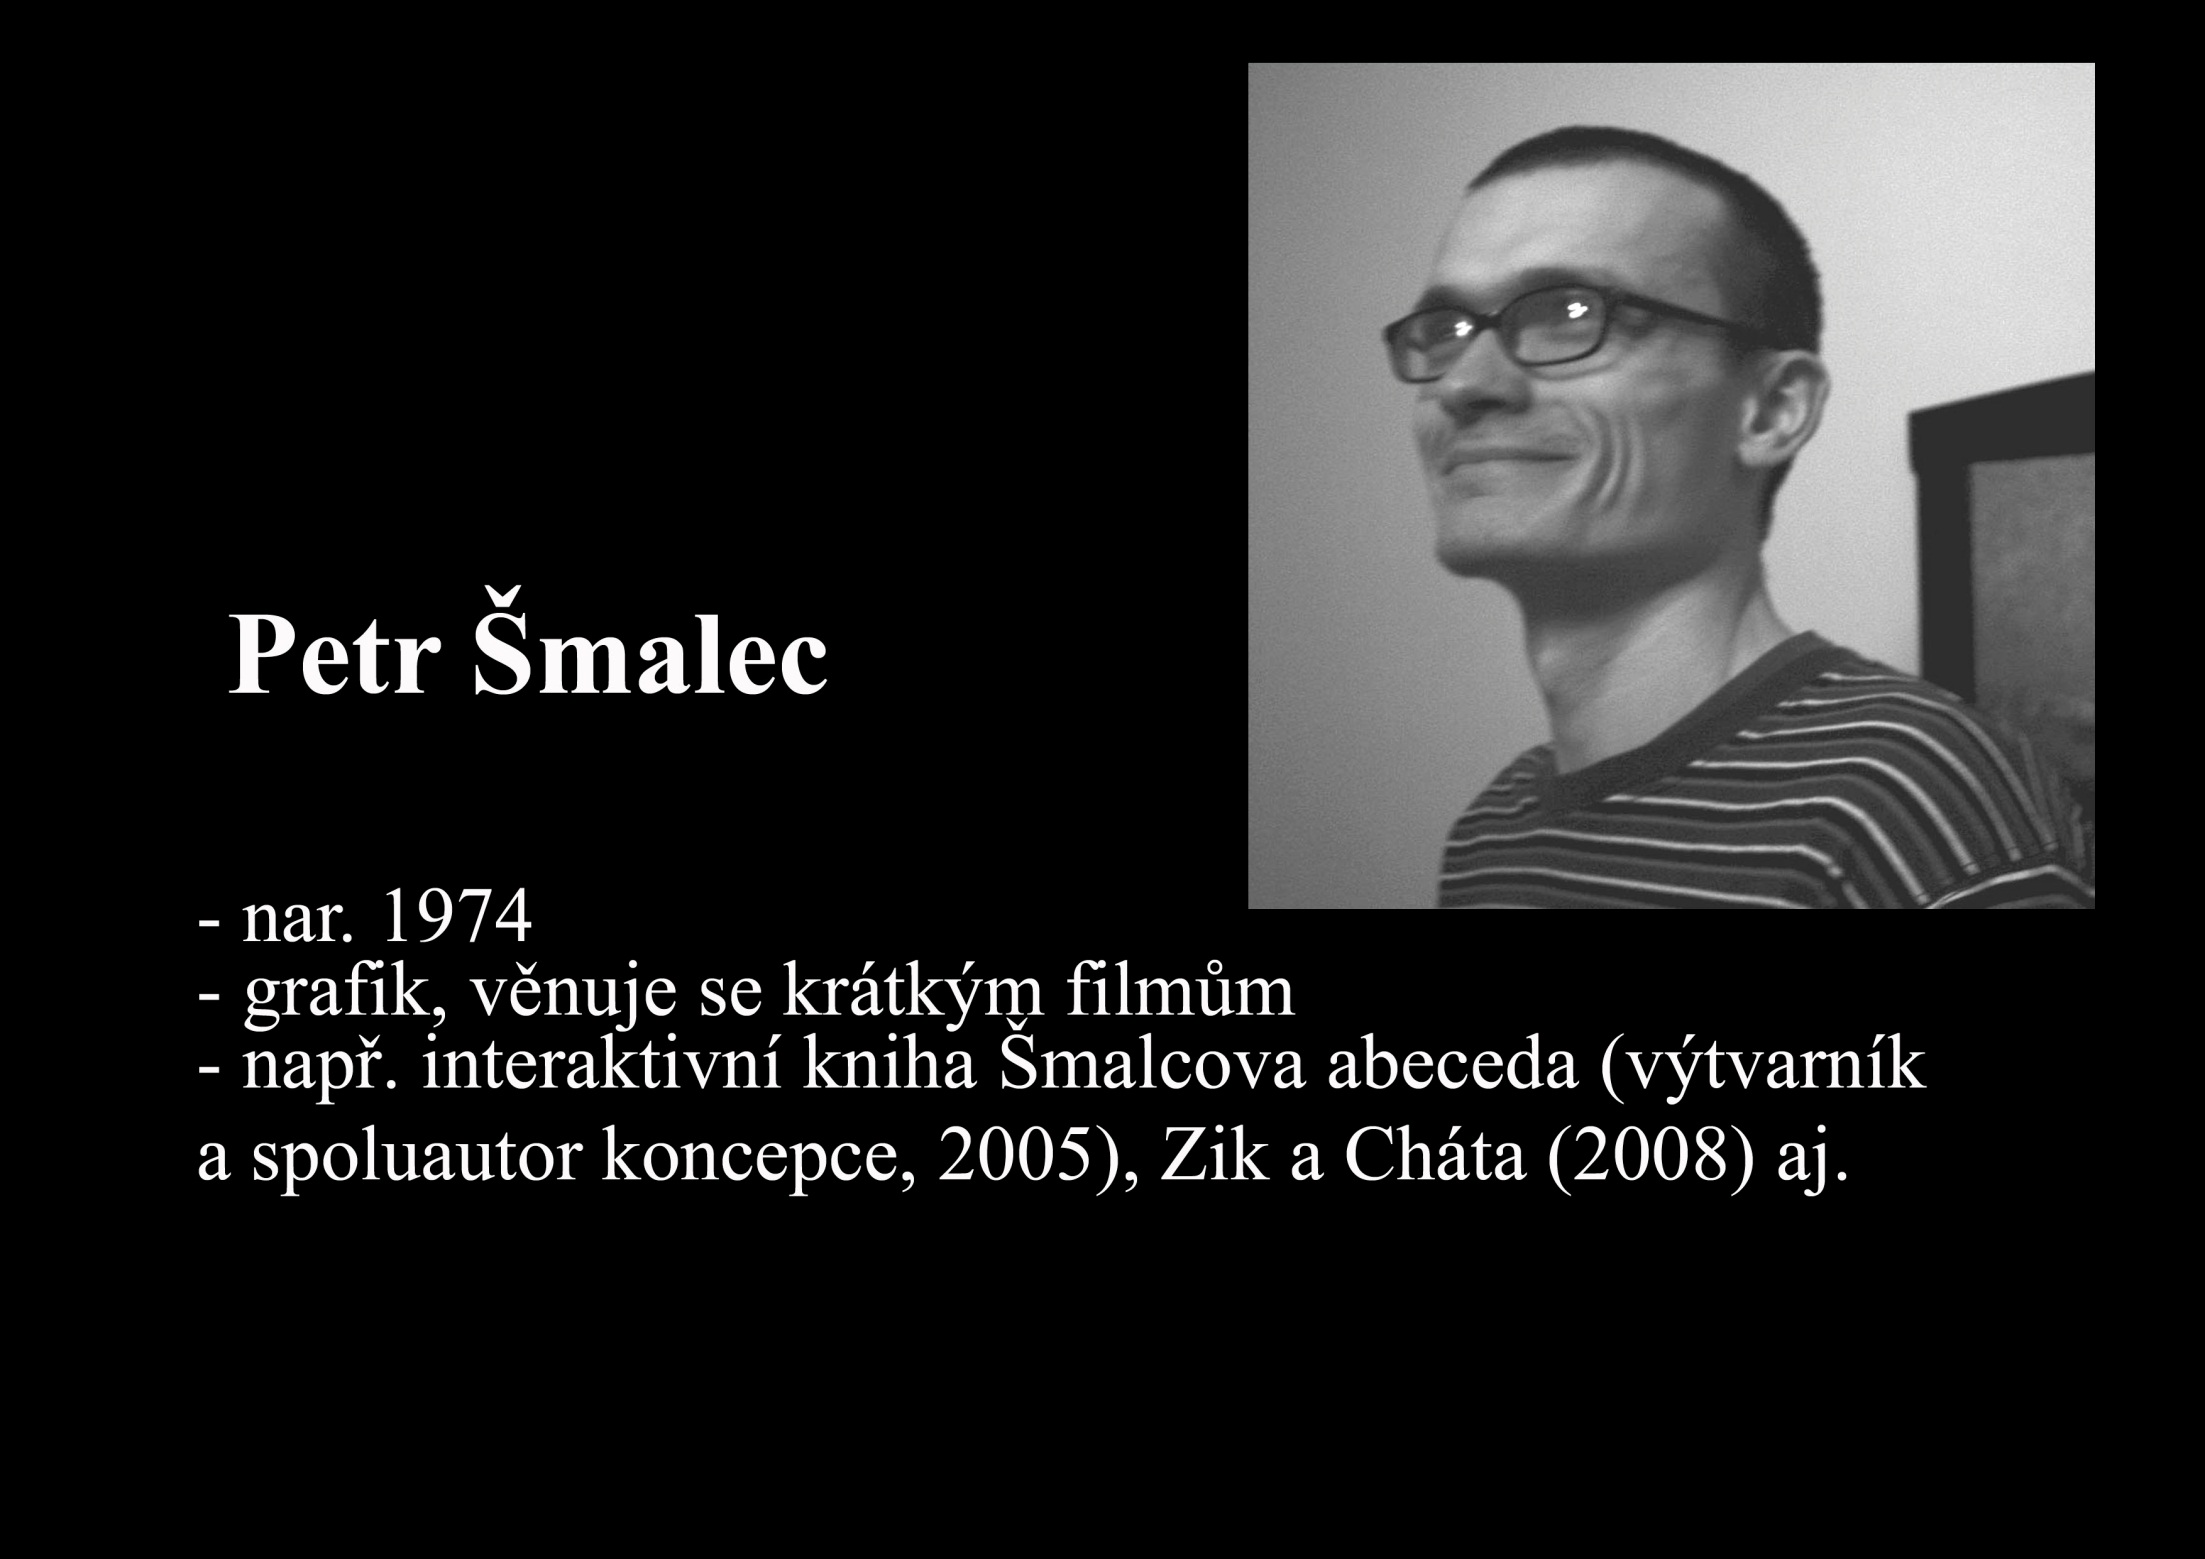 Petr Šmalec
- nar. 1974
- grafik, věnuje se krátkým filmům
- např. interaktivní kniha Šmalcova abeceda (výtvarník
a spoluautor koncepce, 2005), Zik a Cháta (2008) aj.